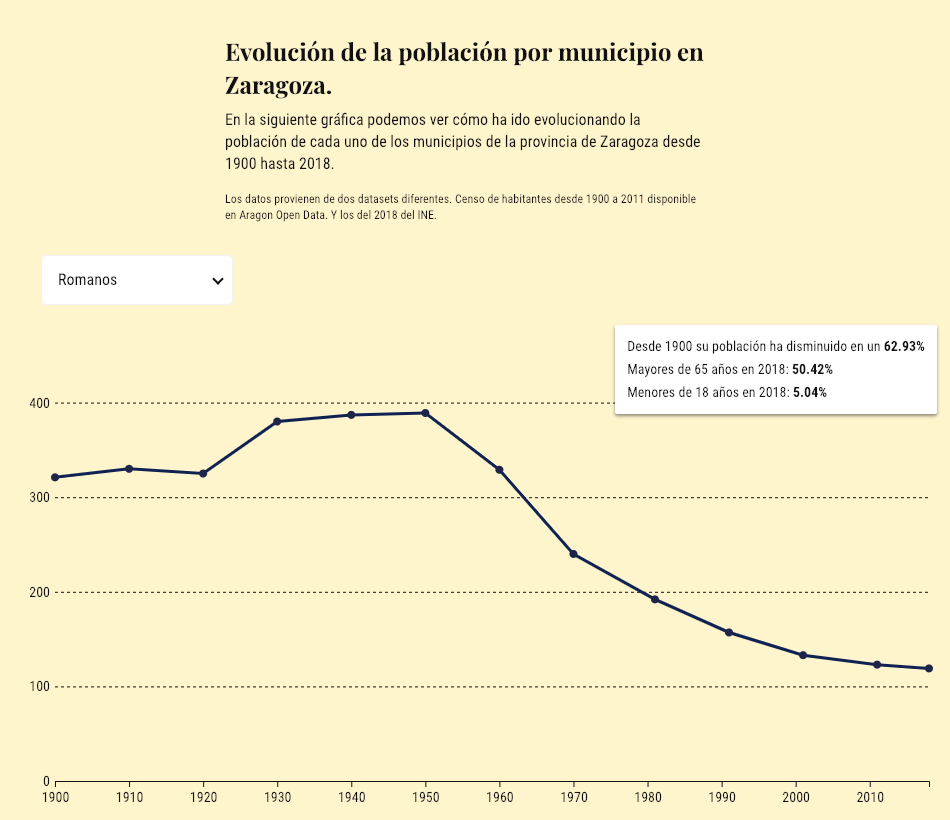 Evolución de la población por municipio en
Zaragoza.
En la siguiente gráfica podemos ver cómo ha ido evolucionando la
población de cada uno de los municipios de la provincia de Zaragoza desde
1900 hasta 2018.
Los datos provienen de dos datasets diferentes. Censo de habitantes desde 1900 a 2011 disponible
en Aragon Open Data. Y los del 2018 del INE.
Romanos
Desde 1900 su población ha disminuido en un 62.93%
Mayores de 65 años en 2018: 50.42%
Menores de 18 años en 2018: 5.04%
400
300
200
100
0
1900 1910 1920 1930 1940 1950 1960 1970 1980 1990 2000 2010